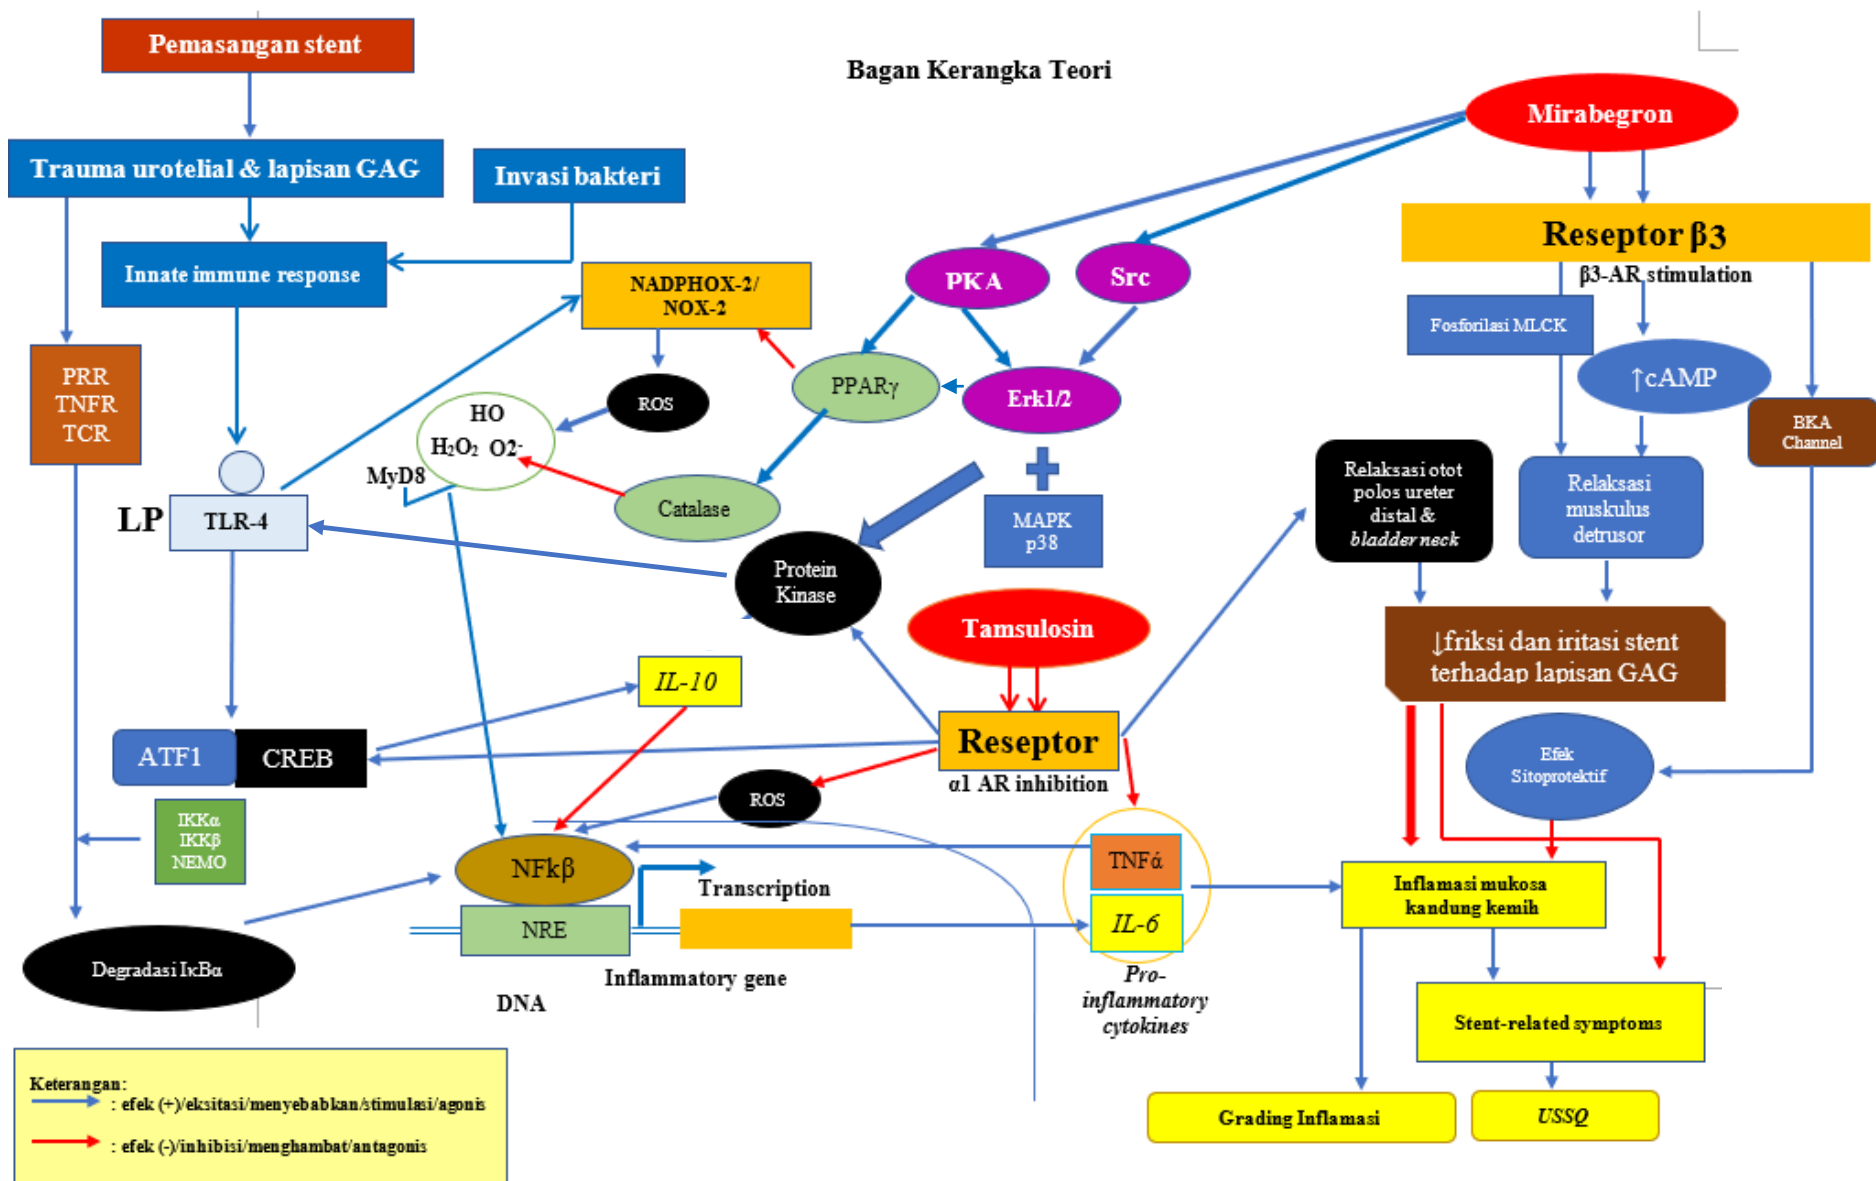 Bagan Kerangka Teori
Pemasangan stent
Trauma urotelial & lapisan GAG
Invasi bakteri
Innate immune response
PRR
TNFR
TCR
LP
TLR-4
MyD8
NADPHOX-2/
NOX-2
ROS
HO
H₂O₂ O2-
PKA
Src
PPARγ
Erk1/2
Catalase
MAPK
p38
Protein
Kinase
Mirabegron
Reseptor β3
β3-AR stimulation
Fosforilasi MLCK
↑cAMP
BKA
Channel
Relaksasi otot
polos ureter
distal &
bladder neck
Relaksasi
muskulus
detrusor
↓friksi dan iritasi stent
terhadap lapisan GAG
Efek
Sitoprotektif
Tamsulosin
Reseptor
α1 AR inhibition
IL-10
ATF1
CREB
IKKα
IKKβ
NEMO
ROS
NFkβ
NRE
Transcription
Inflammatory gene
DNA
Degradasi IκBα
TNFά
IL-6
Pro-
inflammatory
cytokines
Inflamasi mukosa
kandung kemih
Stent-related symptoms
Grading Inflamasi
USSQ
Keterangan:
: efek (+)/eksitasi/menyebabkan/stimulasi/agonis
: efek (-)/inhibisi/menghambat/antagonis